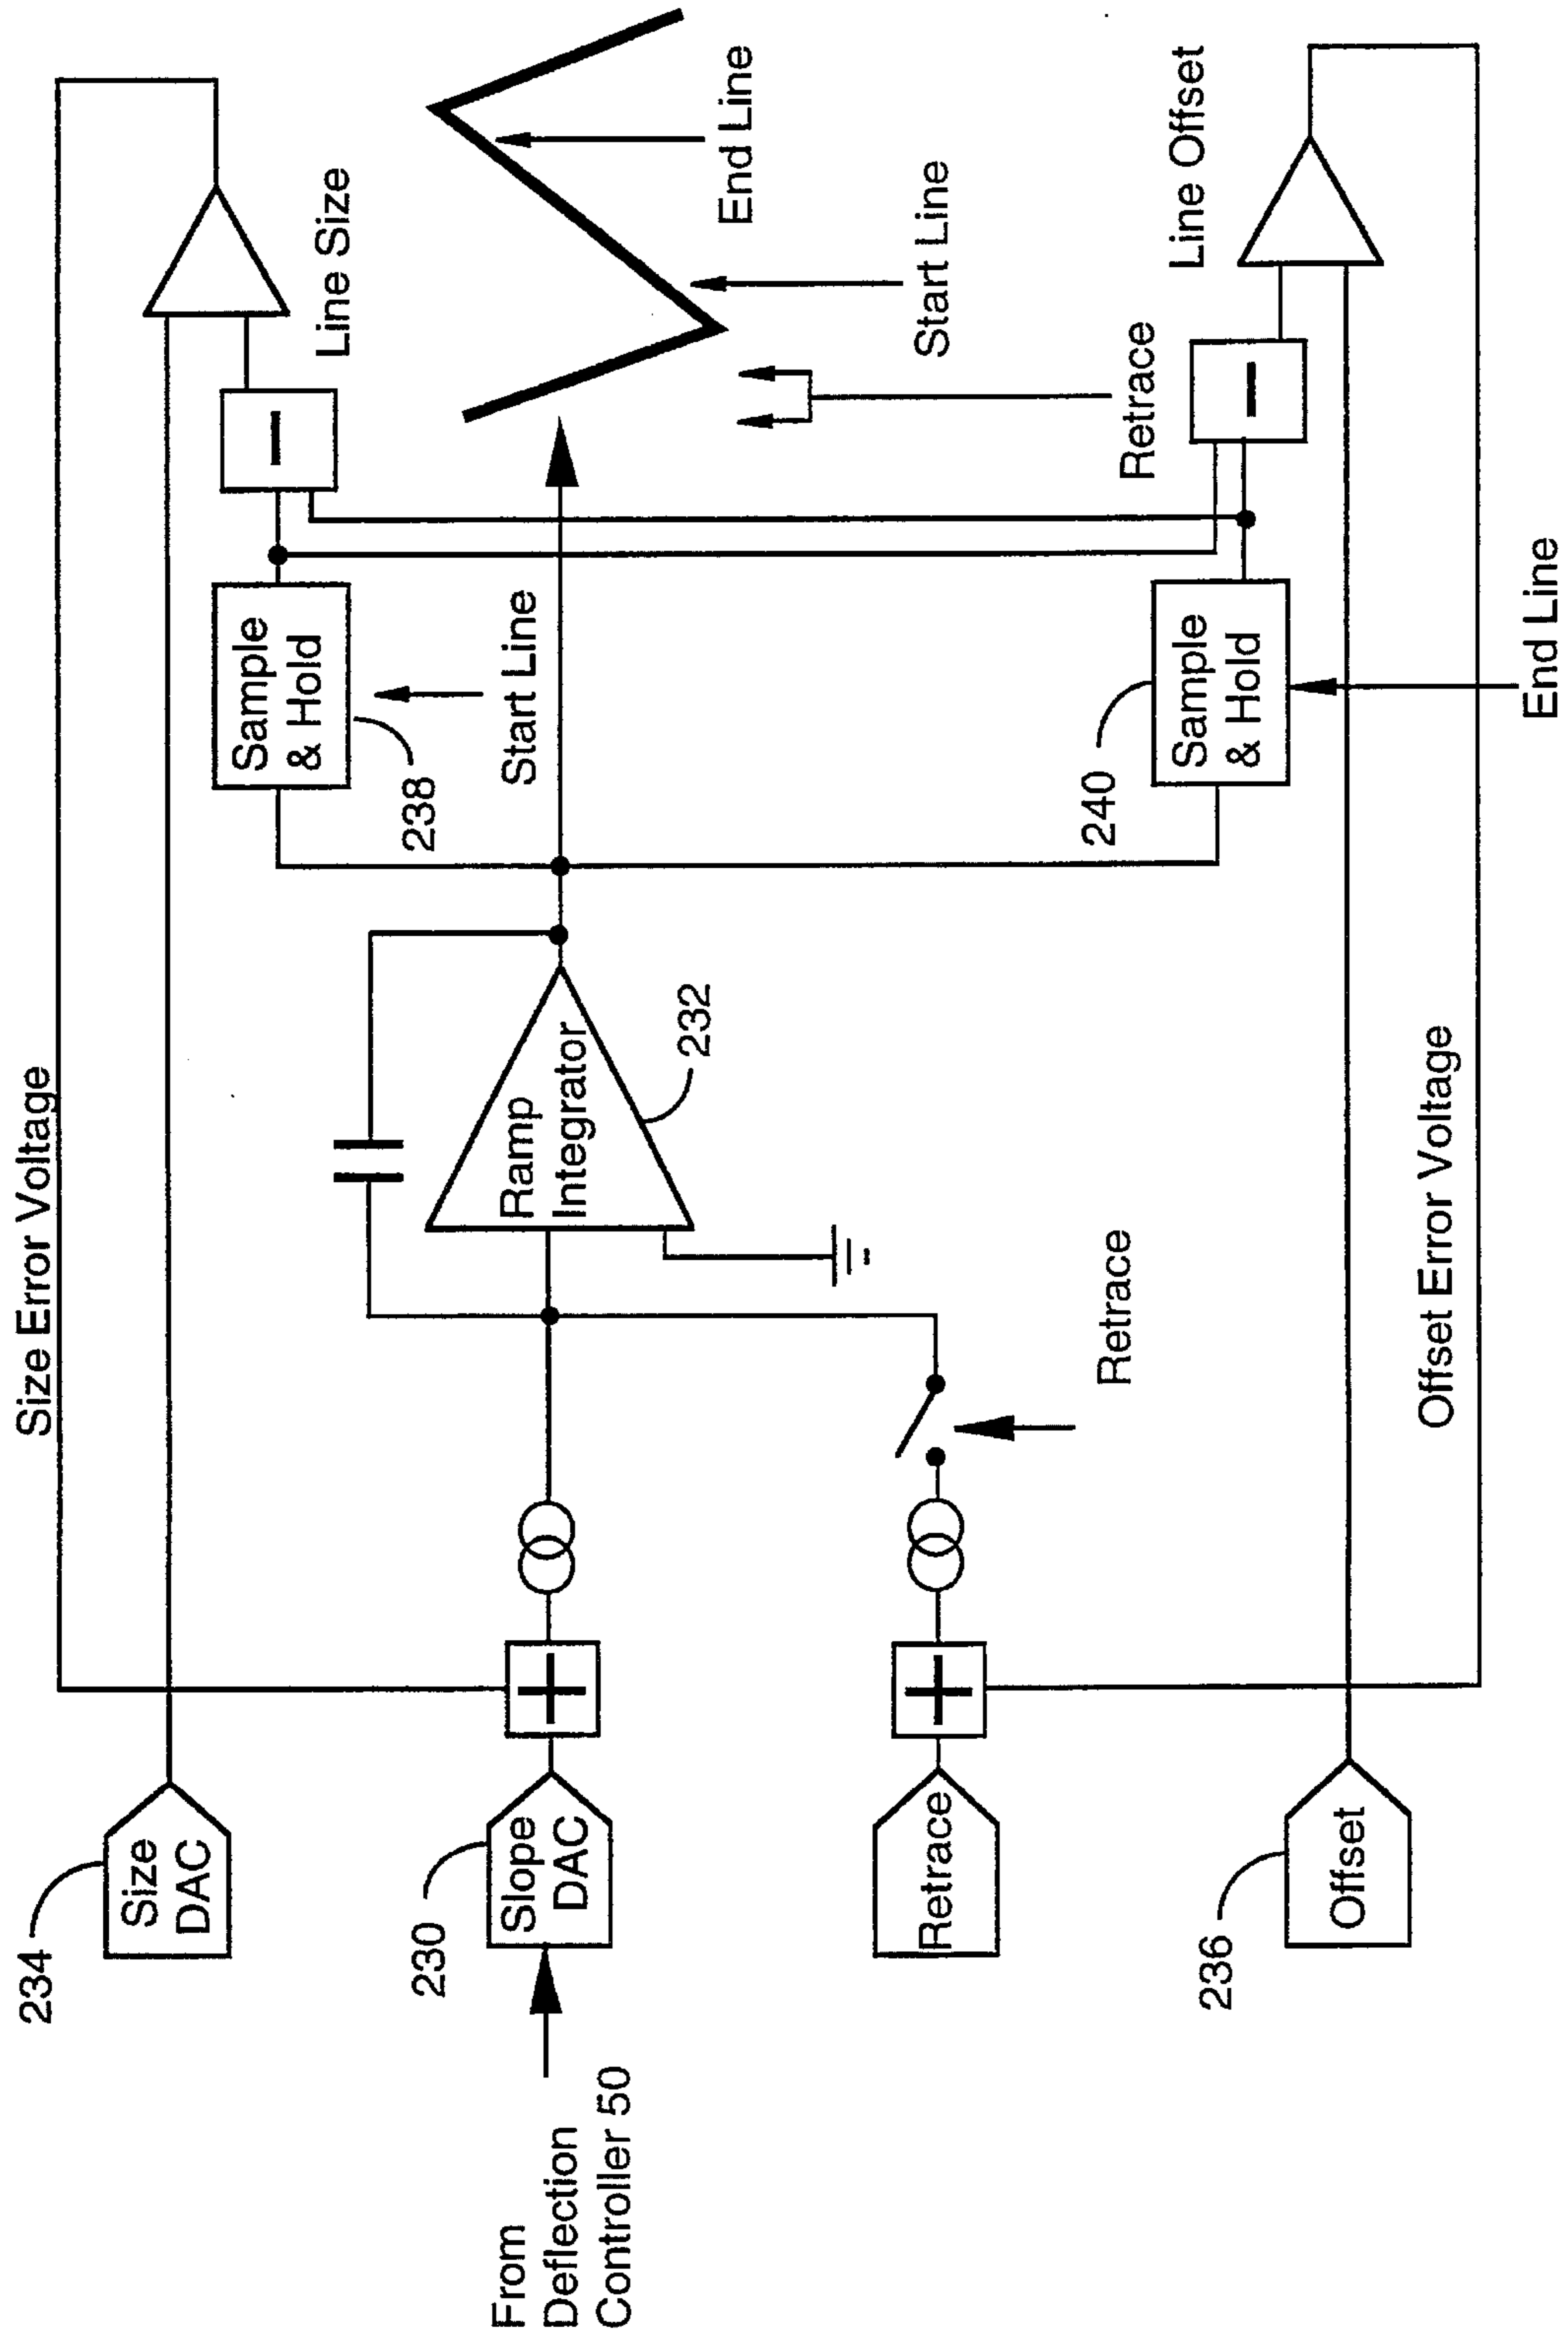 Size Error Voltage
234
Size
DAC
Line Size
Sample
& Hold
238
Start Line
End Line
Start Line
Retrace
From
Deflection
Controller 50
230
Slope
DAC
Ramp
Integrator
232
Retrace
Retrace
240
Sample
& Hold
Line Offset
236
Offset
Offset Error Voltage
End Line